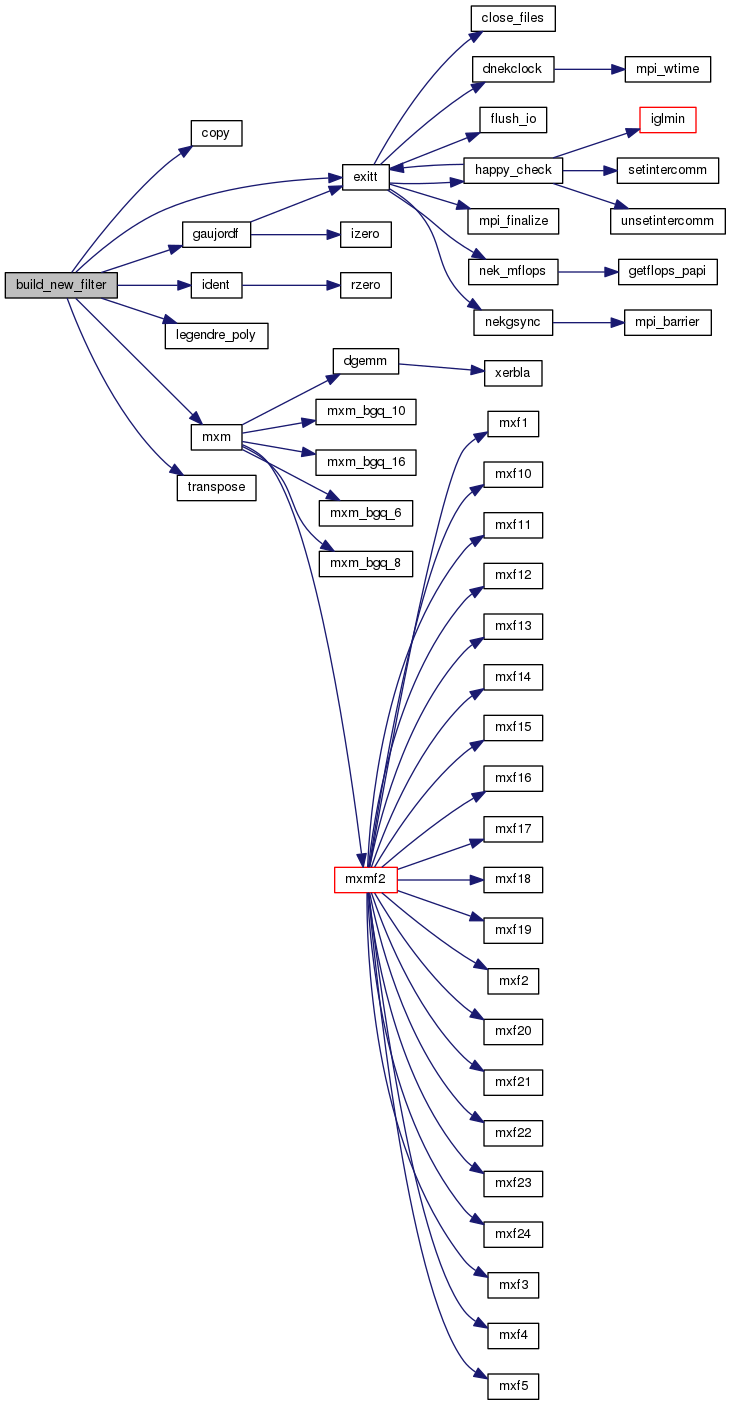 close_files
dnekclock
mpi_wtime
flush_io
iglmin
copy
exitt
happy_check
setintercomm
gaujordf
izero
mpi_finalize
unsetintercomm
build_new_filter
ident
rzero
nek_mflops
getflops_papi
legendre_poly
nekgsync
mpi_barrier
dgemm
xerbla
mxm_bgq_10
mxm
mxf1
mxm_bgq_16
mxf10
transpose
mxm_bgq_6
mxf11
mxm_bgq_8
mxf12
mxf13
mxf14
mxf15
mxf16
mxf17
mxmf2
mxf18
mxf19
mxf2
mxf20
mxf21
mxf22
mxf23
mxf24
mxf3
mxf4
mxf5